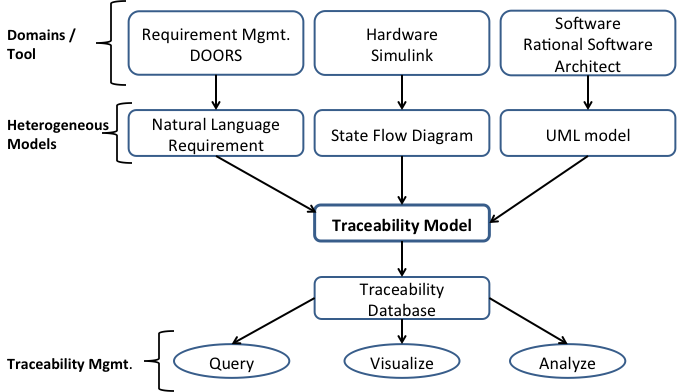 Domains /
Tool
Requirement Mgmt.
DOORS
Hardware
Simulink
Software
Rational Software
Architect
Heterogeneous
Models
Natural Language
Requirement
State Flow Diagram
UML model
Traceability Model
Traceability
Database
Traceability Mgmt.
Query
Visualize
Analyze